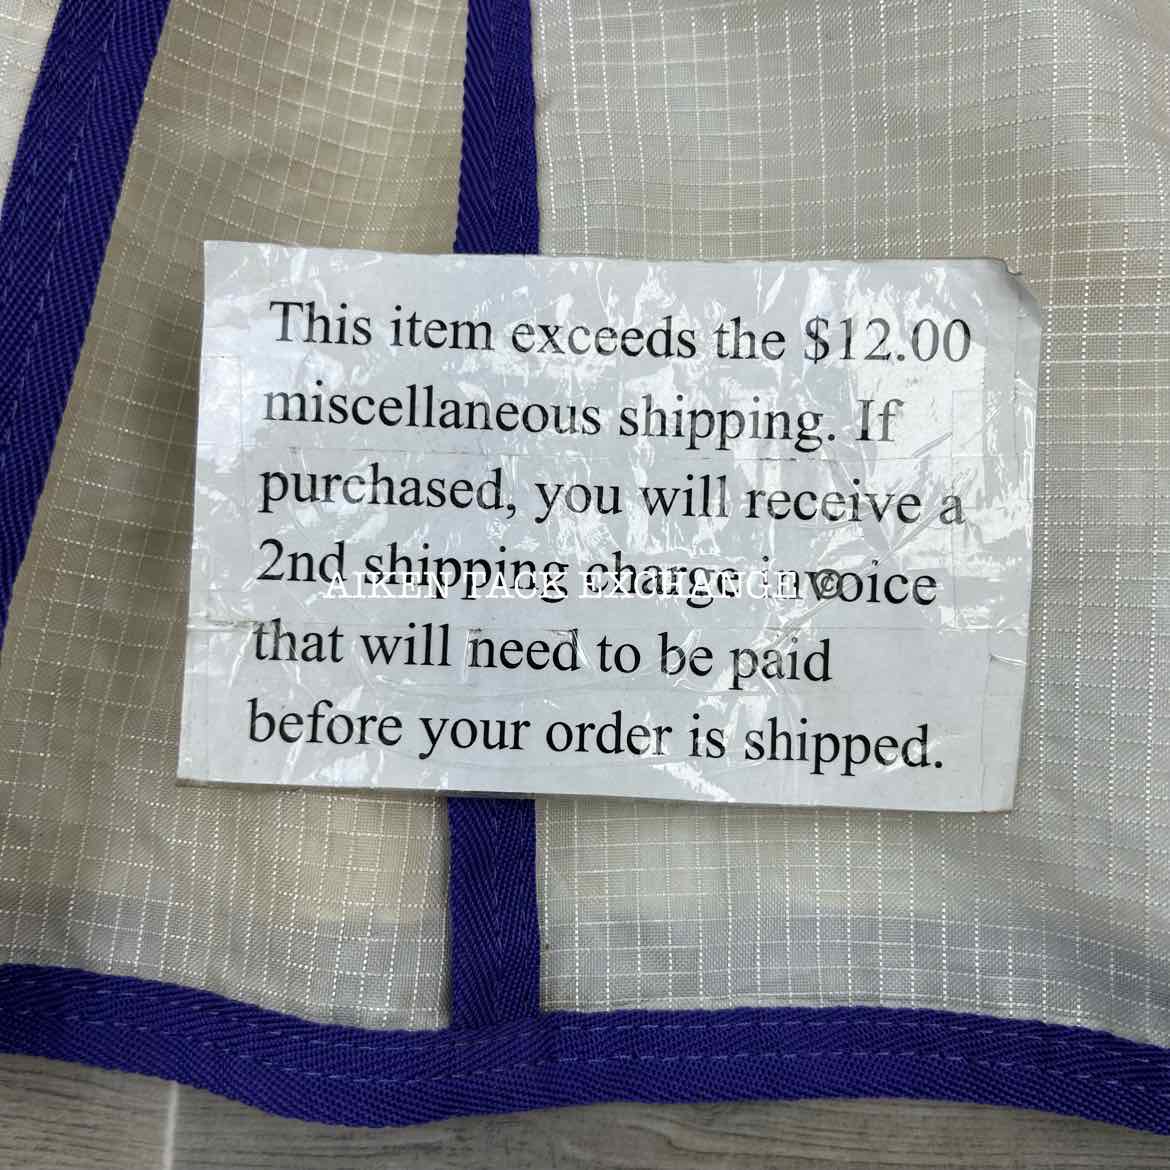 This item exceeds the $12.00
miscellaneous shipping. If
purchased, you will receive a
2nd shipping charge invoice
AIKEN TACK EXCHANGE ©
that will need to be paid
before your order is shipped.